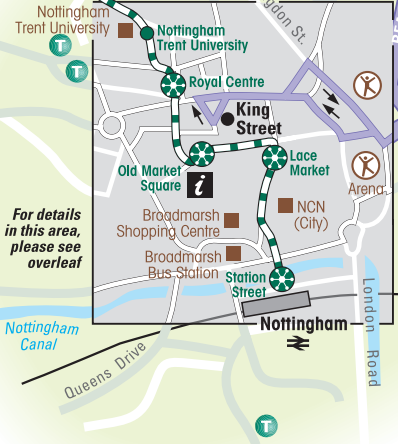 Nottingham
Trent University
Nottingham
Trent University
gdon St.
Royal Centre
King
Street
Old Market
Square
i
Lace
Market
Arena
For details
in this area,
please see
overleaf
Broadmarsh
Shopping Centre
NCN
(City)
Broadmarsh
Bus Station
Station
Street
Nottingham
Nottingham
Canal
London Road
Queens Drive
T
T
T